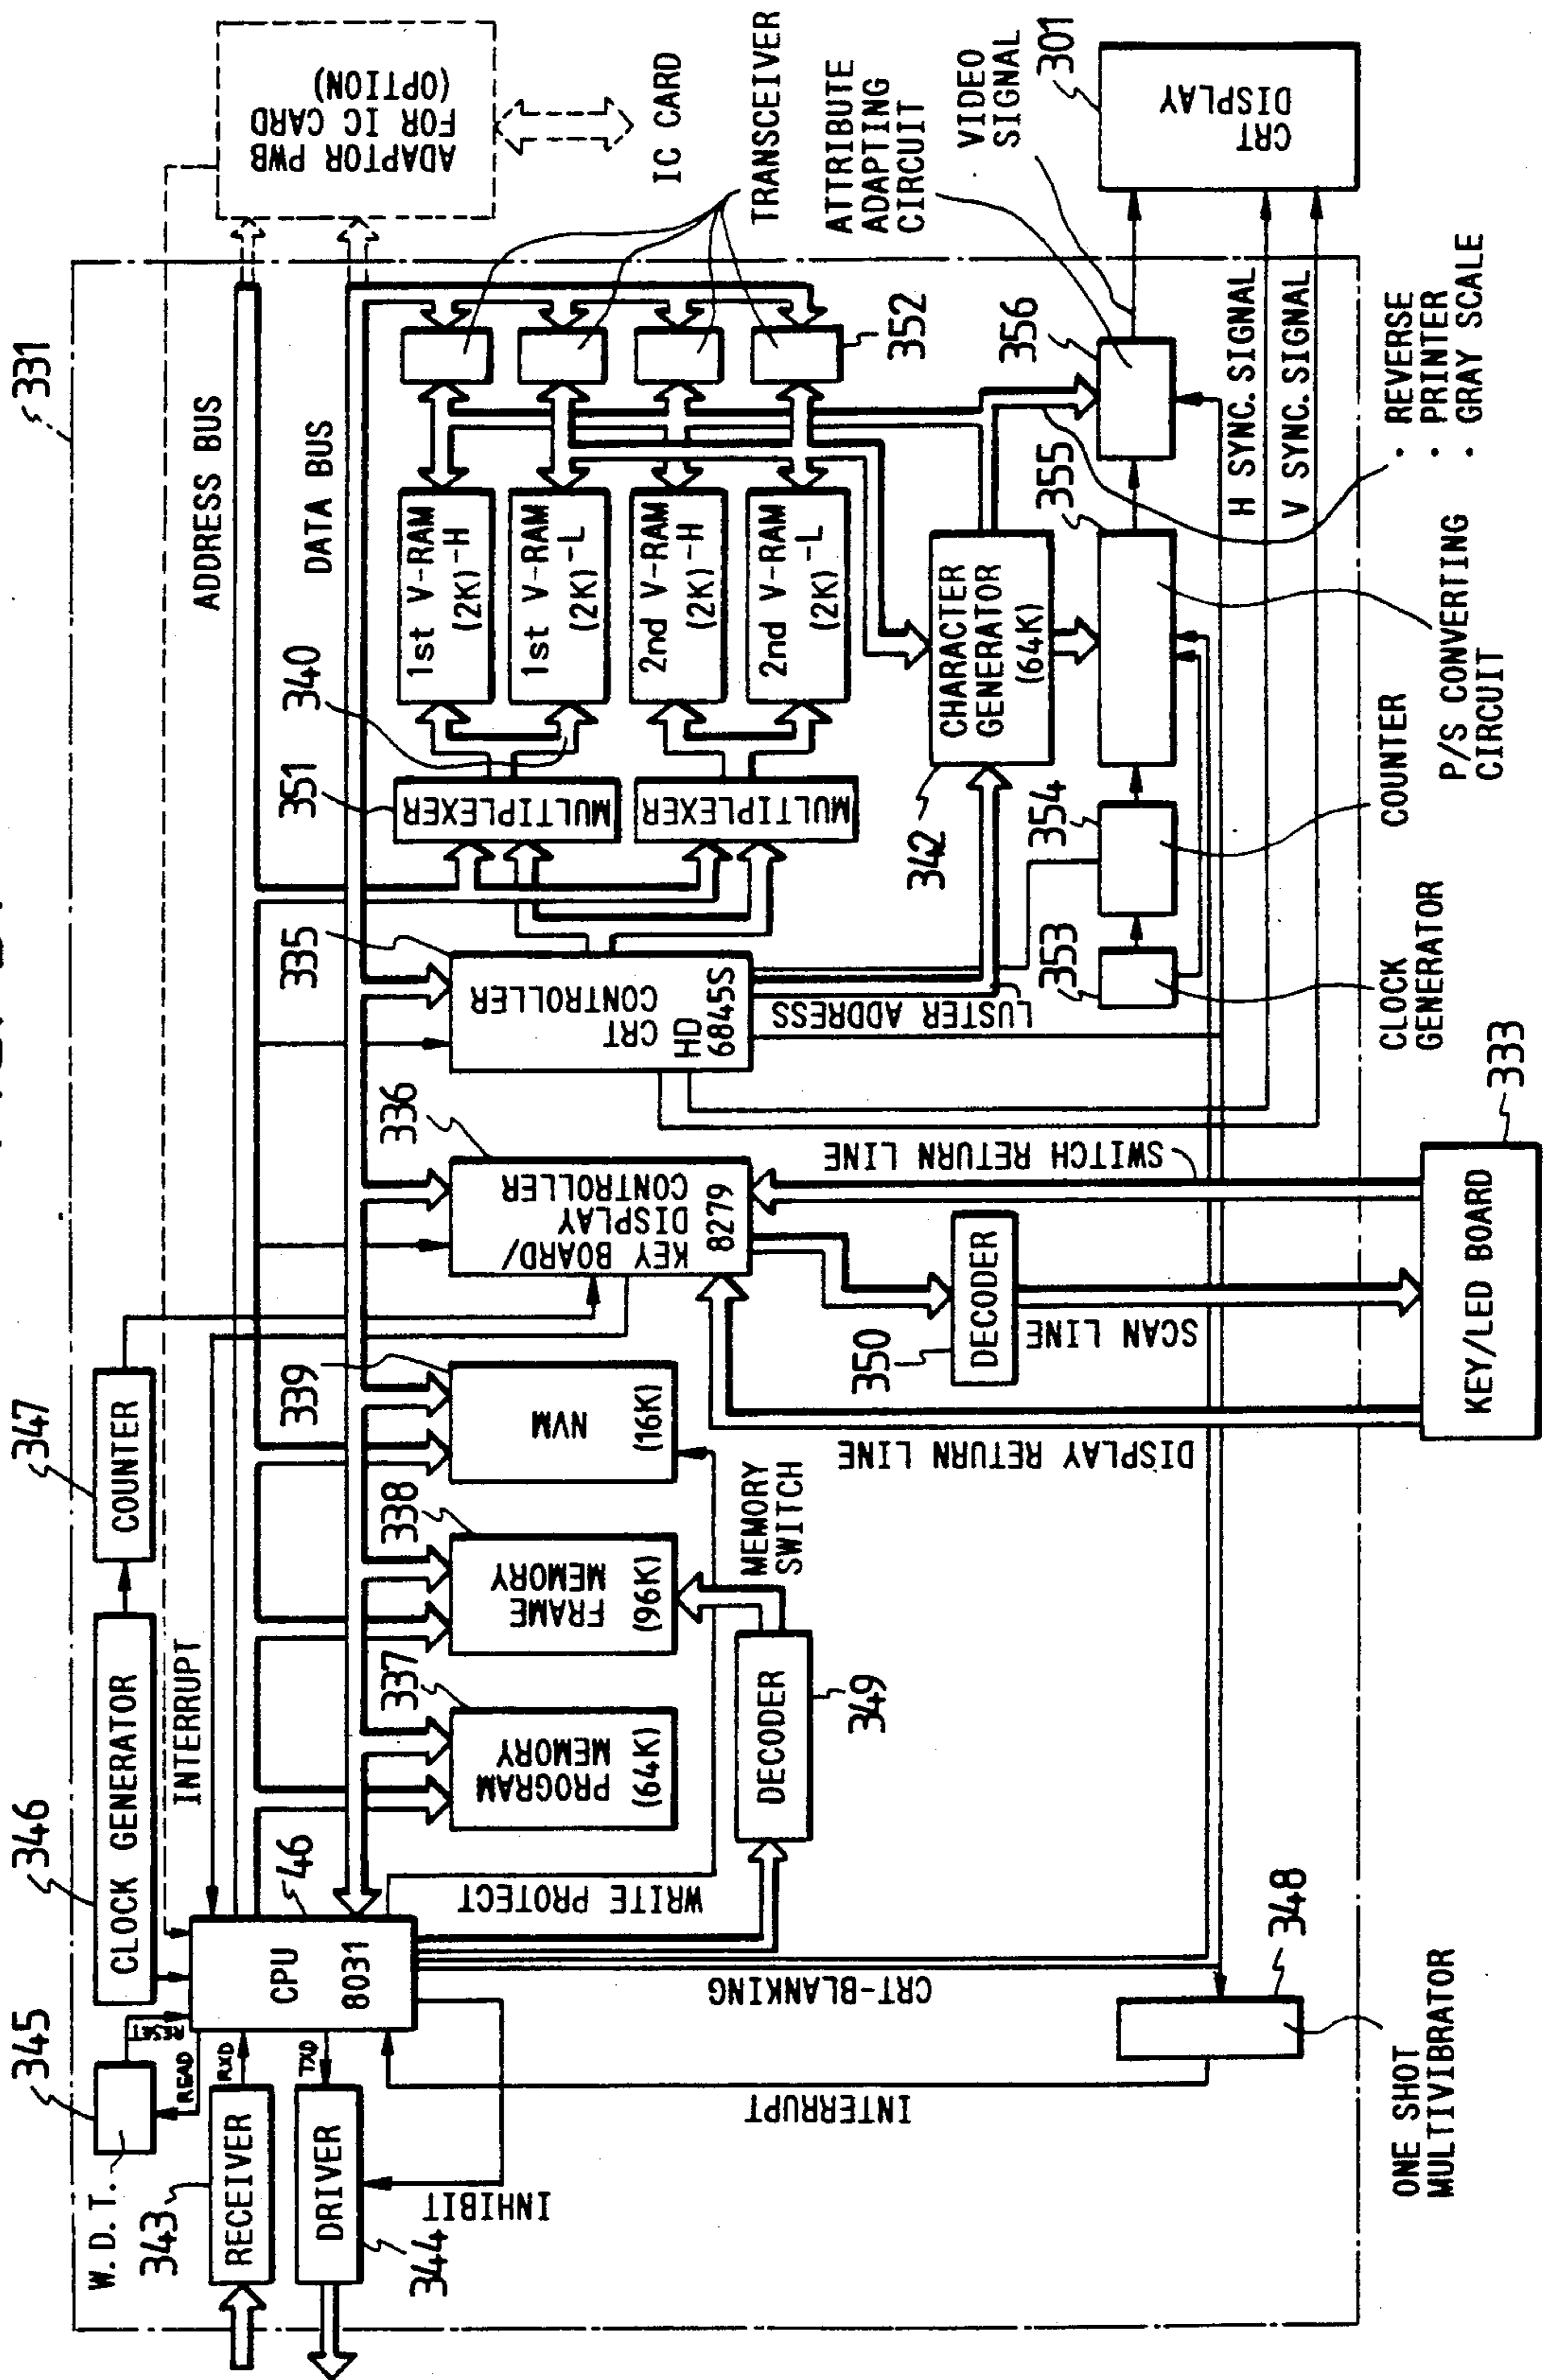 331
345
346
347
W. D. T.
CLOCK GENERATOR
COUNTER
INTERRUPT
RESET
READ
343
RECEIVER
RXD
344
DRIVER
TXD
INHIBIT
CPU
8031
46
ADDRESS BUS
DATA BUS
ADAPTOR PWB
FOR IC CARD
(OPTION)
IC CARD
TRANSCEIVER
337
PROGRAM
MEMORY
(64K)
338
FRAME
MEMORY
(96K)
339
NVM
(16K)
336
KEY BOARD/
DISPLAY
CONTROLLER
8279
335
CRT
CONTROLLER
HD
6845S
351
MULTIPLEXER
MULTIPLEXER
340
1st V-RAM
(2K)-H
1st V-RAM
(2K)-L
2nd V-RAM
(2K)-H
2nd V-RAM
(2K)-L
352
WRITE PROTECT
DECODER
349
MEMORY
SWITCH
CRT-BLANKING
INTERRUPT
348
ONE SHOT
MULTIVIBRATOR
DISPLAY RETURN LINE
350
DECODER
SCAN LINE
SWITCH RETURN LINE
KEY/LED BOARD
333
LUSTER ADDRESS
342
CHARACTER
GENERATOR
(64K)
353
354
355
356
CLOCK
GENERATOR
COUNTER
P/S CONVERTING
CIRCUIT
· REVERSE
· PRINTER
· GRAY SCALE
ATTRIBUTE
ADAPTING
CIRCUIT
VIDEO
SIGNAL
H SYNC. SIGNAL
V SYNC. SIGNAL
301
CRT
DISPLAY